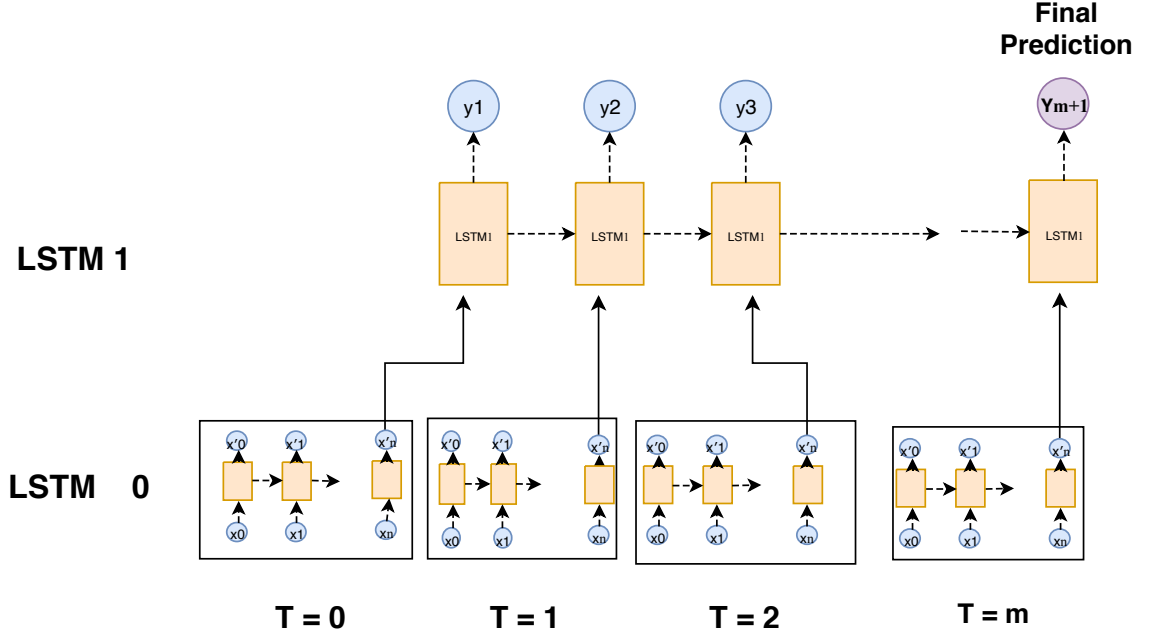 Final
Prediction
y1 y2 y3 Ym+1
LSTM1 LSTM1 LSTM1 LSTM1
LSTM 1
x'0 x'1 x'n x'0 x'1 x'n x'0 x'1 x'n x'0 x'1 x'n
LSTM 0
x0 x1 xn x0 x1 xn x0 x1 xn x0 x1 xn
T = 0 T = 1 T = 2 T = m